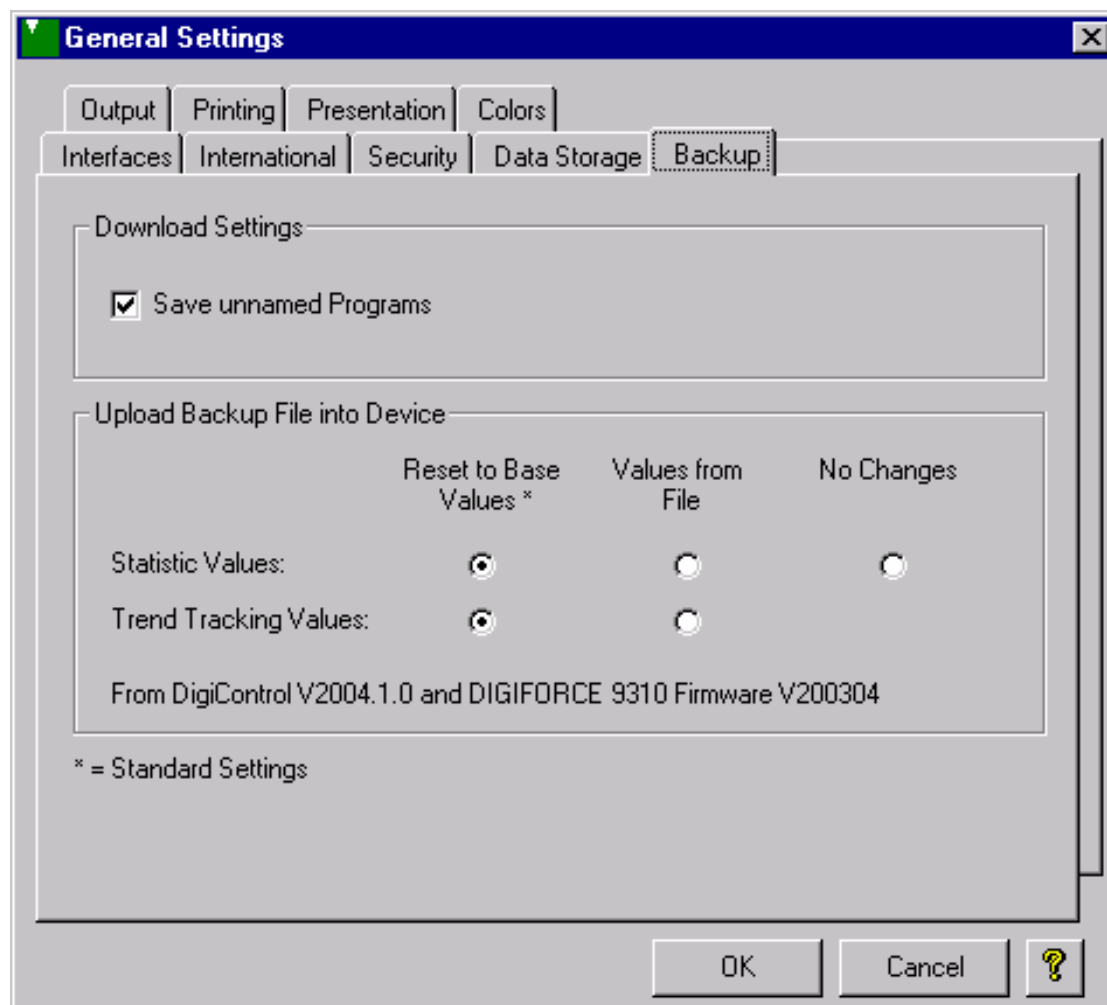 General Settings
Output Printing Presentation Colors
Interfaces International Security Data Storage Backup
Download Settings
Save unnamed Programs
Upload Backup File into Device
Reset to Base Values * Values from File No Changes
Statistic Values:
Trend Tracking Values:
From DigiControl V2004.1.0 and DIGIFORCE 9310 Firmware V200304
* = Standard Settings
OK Cancel ?